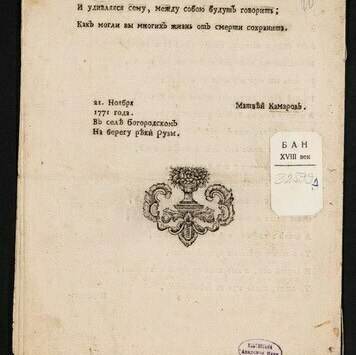 И удивляяся сему, между собою будутъ говорить;
Какъ могли вы многихъ жизнь отъ смерти сохранить.
21. Ноября
1771 года.
Въ селѣ Богородскомъ
На берегу рѣки Рузы.
Матвѣй Камаровъ.
БАН
XVIII век